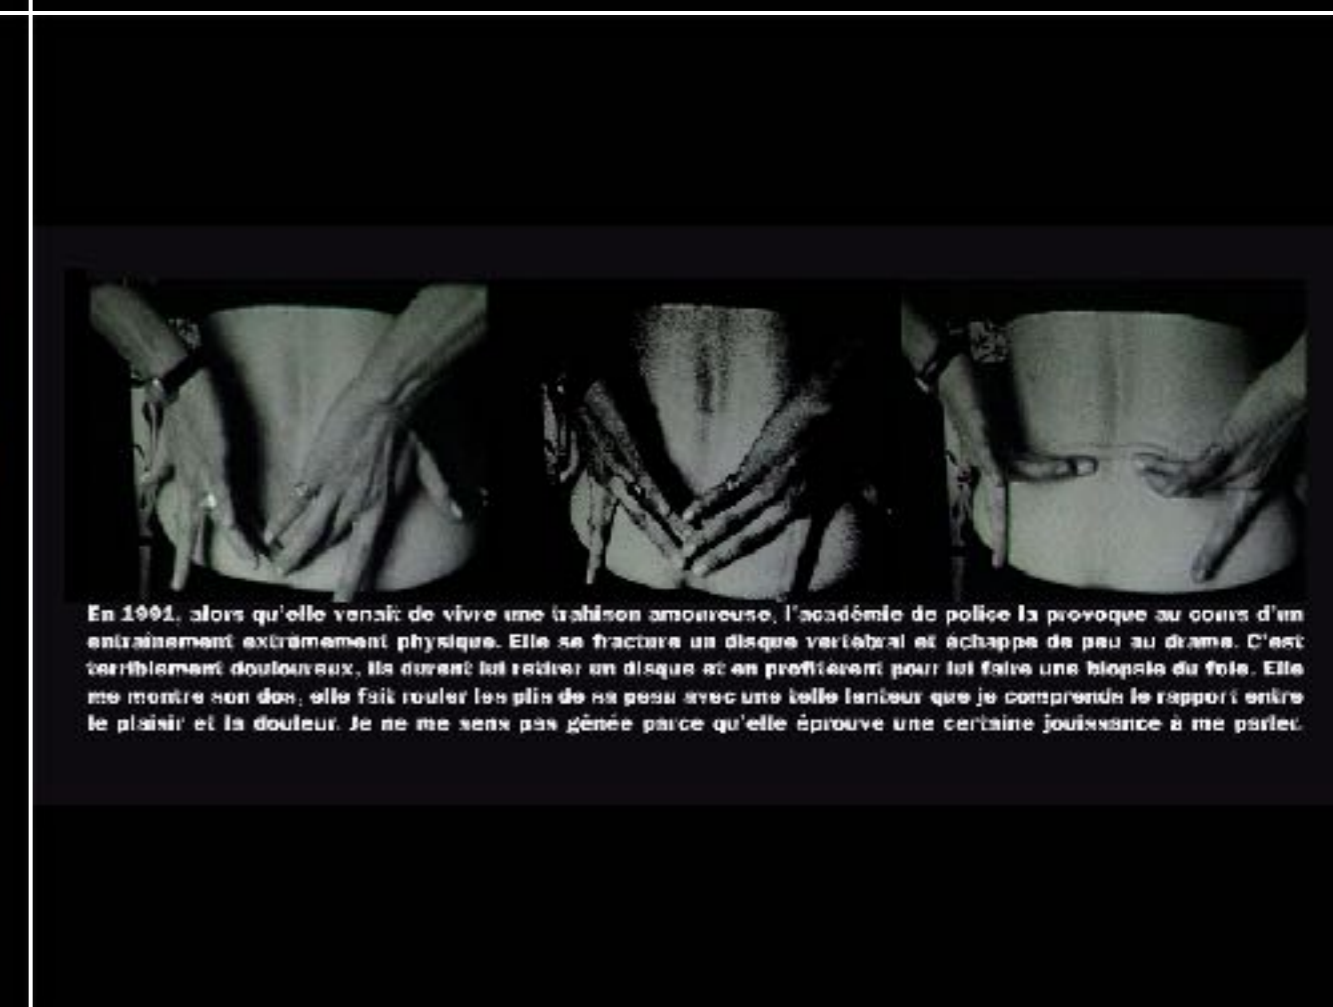 En 1991, alors qu'elle venait de vivre une trahison amoureuse, l'académie de police la provoque au cours d'un
entraînement extrêmement physique. Elle se fracture un disque vertébral et échappe de peu au drame. C'est
terriblement douloureux, ils durent lui retirer un disque et en profitèrent pour lui faire une biopsie du foie. Elle
me montre son dos, elle fait rouler les plis de sa peau avec une telle lenteur que je comprends le rapport entre
le plaisir et la douleur. Je ne me sens pas gênée parce qu'elle éprouve une certaine jouissance à me parler.